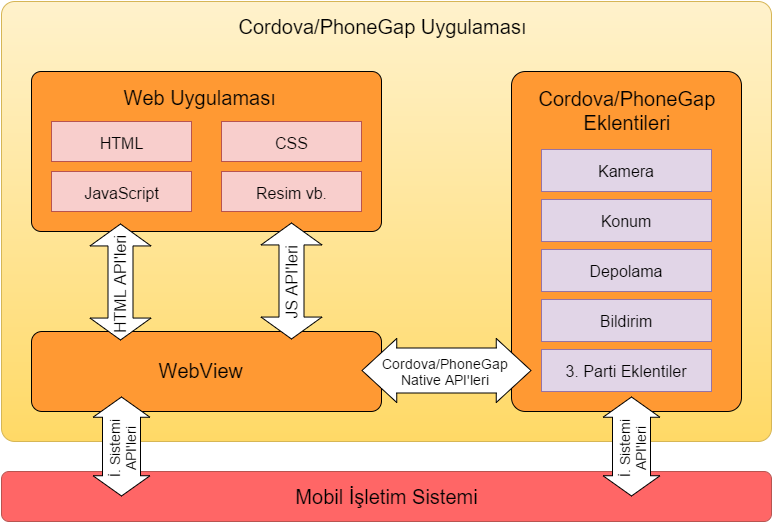 Cordova/PhoneGap Uygulaması
Web Uygulaması
HTML
CSS
JavaScript
Resim vb.
Cordova/PhoneGap
Eklentileri
Kamera
Konum
Depolama
Bildirim
3. Parti Eklentiler
HTML API'leri
JS API'leri
WebView
Cordova/PhoneGap
Native API'leri
İ. Sistemi
API'leri
İ. Sistemi
API'leri
Mobil İşletim Sistemi